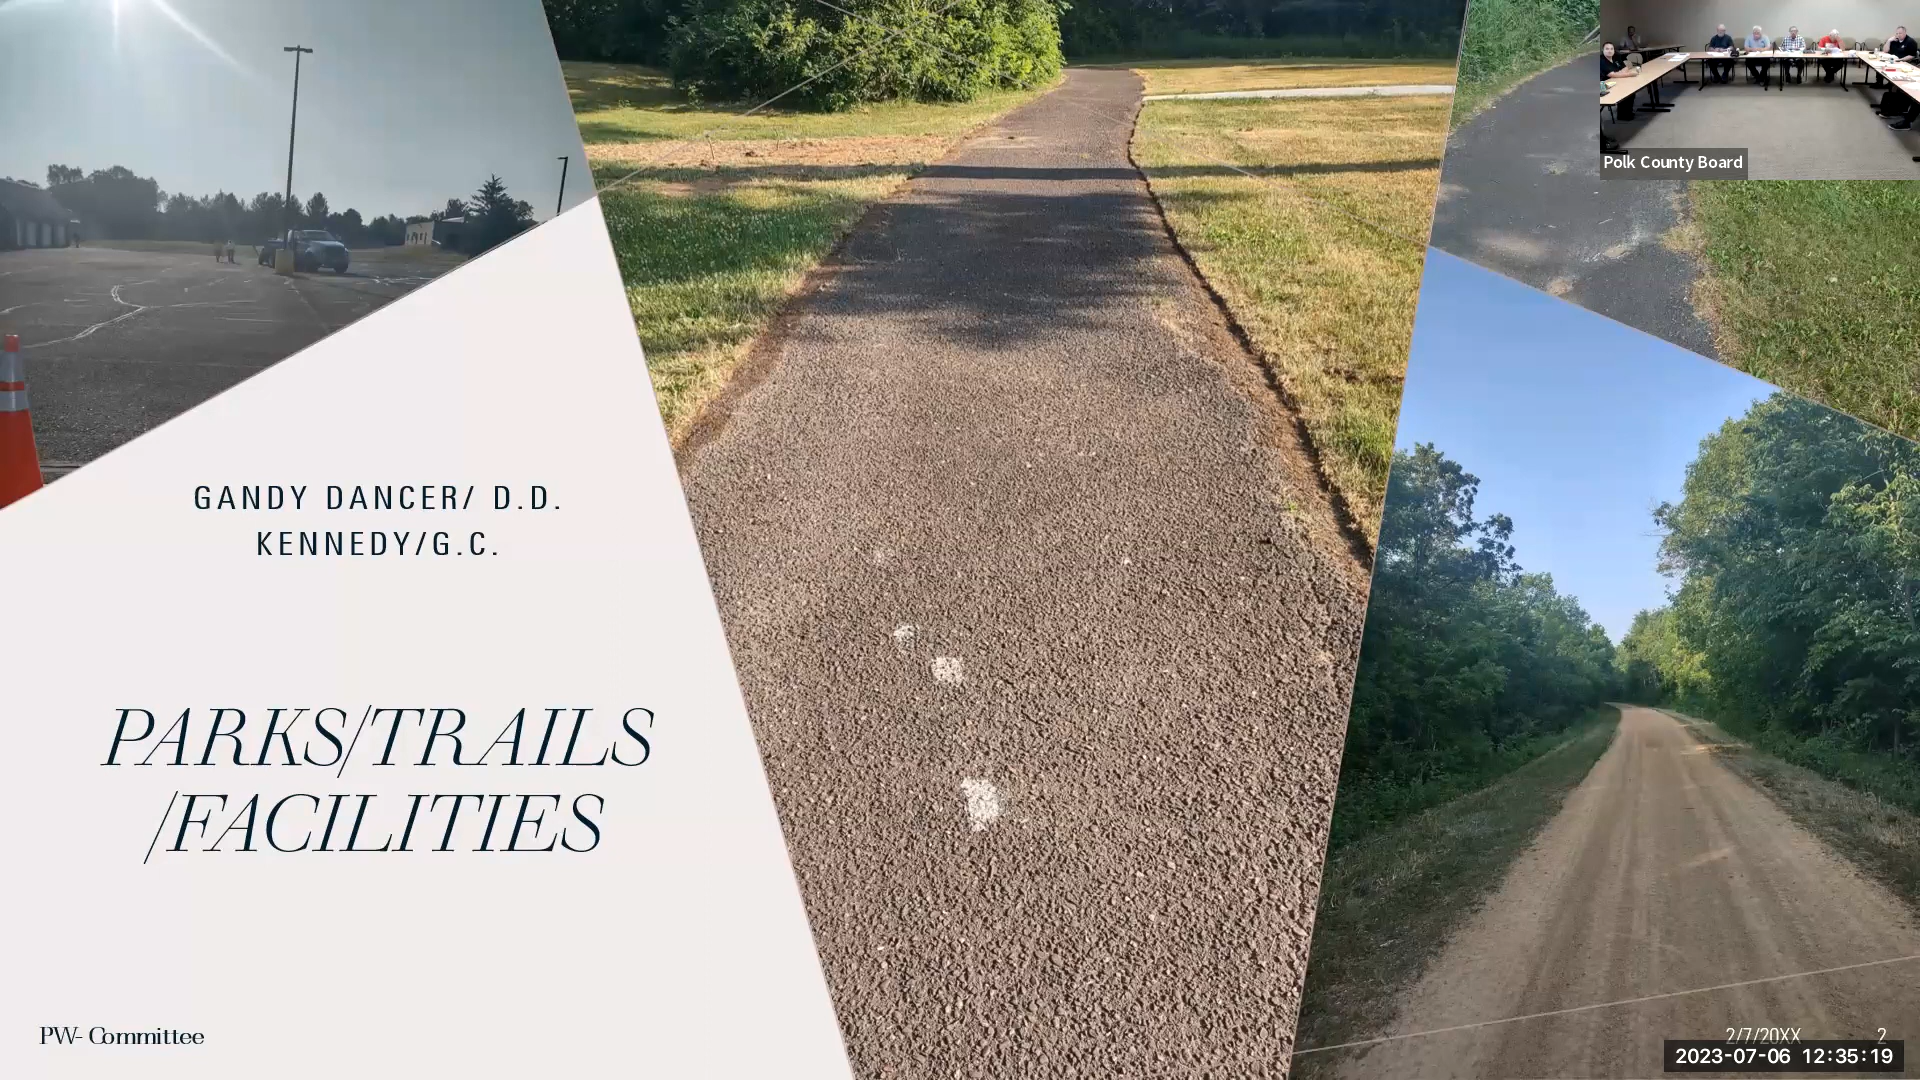 Polk County Board
GANDY DANCER/ D.D.
KENNEDY/G.C.
PARKS/TRAILS
/FACILITIES
PW- Committee
2/7/20XX
2
2023-07-06 12:35:19